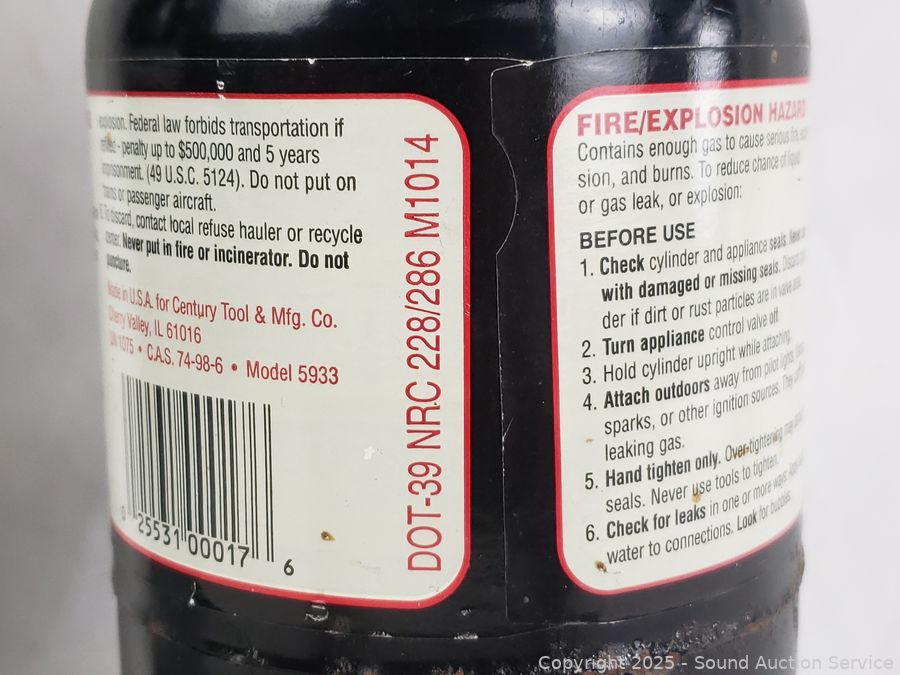 explosion. Federal law forbids transportation if
refilled - penalty up to $500,000 and 5 years
imprisonment. (49 U.S.C. 5124). Do not put on
trains or passenger aircraft.
To discard, contact local refuse hauler or recycle
center. Never put in fire or incinerator. Do not
puncture.
Made in U.S.A. for Century Tool & Mfg. Co.
Cherry Valley, IL 61016
UN 1075 • C.A.S. 74-98-6 • Model 5933
0 25531 00017 6
DOT-39 NRC 228/286 M1014
FIRE/EXPLOSION HAZARD
Contains enough gas to cause serious fire,
sion, and burns. To reduce chance of liquid
or gas leak, or explosion:
BEFORE USE
1. Check cylinder and appliance seals. Never
with damaged or missing seals.
der if dirt or rust particles are in valve area.
2. Turn appliance control valve off.
3. Hold cylinder upright while attaching.
4. Attach outdoors away from pilot lights,
sparks, or other ignition sources. They
leaking gas.
5. Hand tighten only. Over-tightening may
seals. Never use tools to tighten.
6. Check for leaks in one or more ways:
water to connections. Look for bubbles.
Copyright 2025 - Sound Auction Service